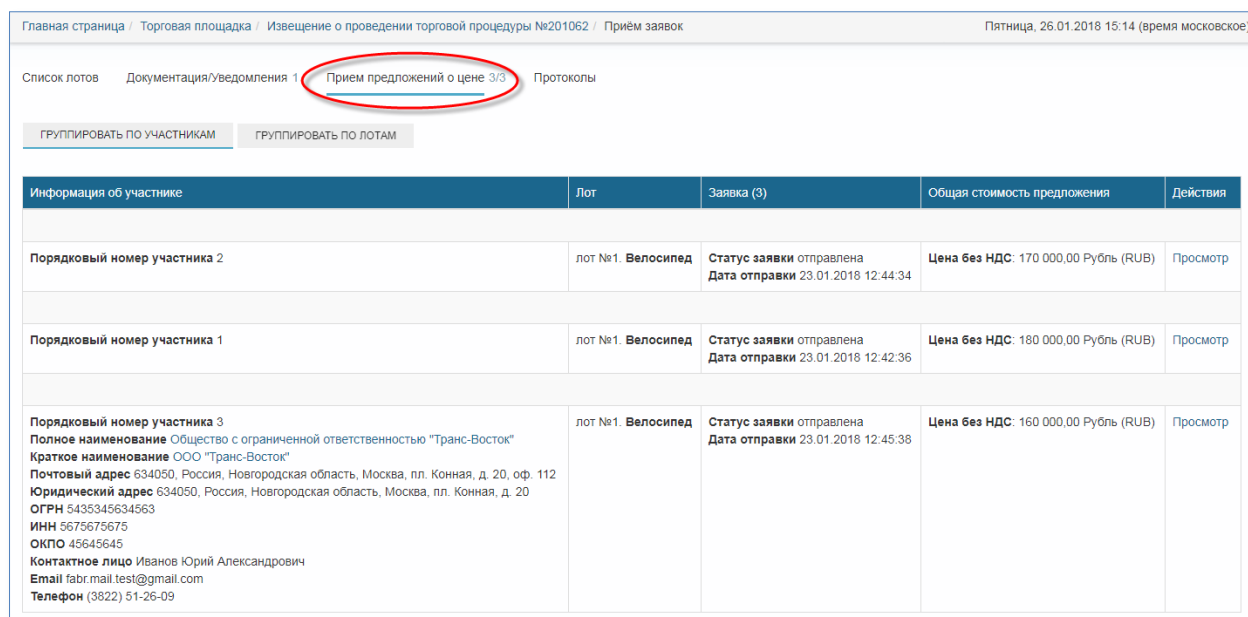 Главная страница / Торговая площадка / Извещение о проведении торговой процедуры №201062 / Приём заявок Пятница, 26.01.2018 15:14 (время московское)
Список лотов Документация/Уведомления 1 Прием предложений о цене 3/3 Протоколы
ГРУППИРОВАТЬ ПО УЧАСТНИКАМ ГРУППИРОВАТЬ ПО ЛОТАМ
Информация об участнике Лот Заявка (3) Общая стоимость предложения Действия
Порядковый номер участника 2 лот №1. Велосипед Статус заявки отправлена Цена без НДС: 170 000,00 Рубль (RUB) Просмотр
Дата отправки 23.01.2018 12:44:34
Порядковый номер участника 1 лот №1. Велосипед Статус заявки отправлена Цена без НДС: 180 000,00 Рубль (RUB) Просмотр
Дата отправки 23.01.2018 12:42:36
Порядковый номер участника 3 лот №1. Велосипед Статус заявки отправлена Цена без НДС: 160 000,00 Рубль (RUB) Просмотр
Полное наименование Общество с ограниченной ответственностью "Транс-Восток" Дата отправки 23.01.2018 12:45:38
Краткое наименование ООО "Транс-Восток"
Почтовый адрес 634050, Россия, Новгородская область, Москва, пл. Конная, д. 20, оф. 112
Юридический адрес 634050, Россия, Новгородская область, Москва, пл. Конная, д. 20
ОГРН 5435345634563
ИНН 5675675675
ОКПО 45645645
Контактное лицо Иванов Юрий Александрович
Email fabr.mail.test@gmail.com
Телефон (3822) 51-26-09